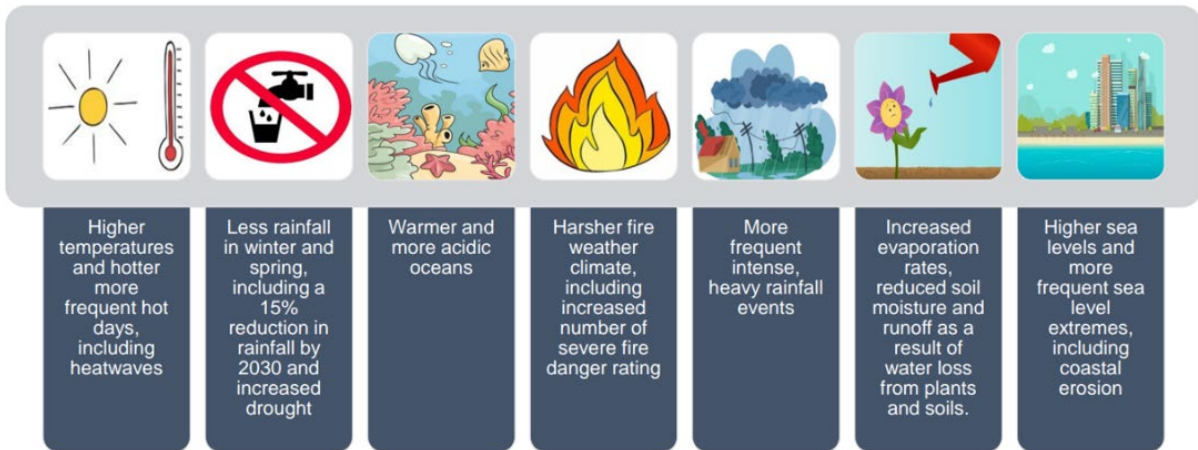 Higher
temperatures
and hotter
more
frequent hot
days,
including
heatwaves
Less rainfall
in winter and
spring,
including a
15%
reduction in
rainfall by
2030 and
increased
drought
Warmer and
more acidic
oceans
Harsher fire
weather
climate,
including
increased
number of
severe fire
danger rating
More
frequent
intense,
heavy rainfall
events
Increased
evaporation
rates,
reduced soil
moisture and
runoff as a
result of
water loss
from plants
and soils.
Higher sea
levels and
more
frequent sea
level
extremes,
including
coastal
erosion